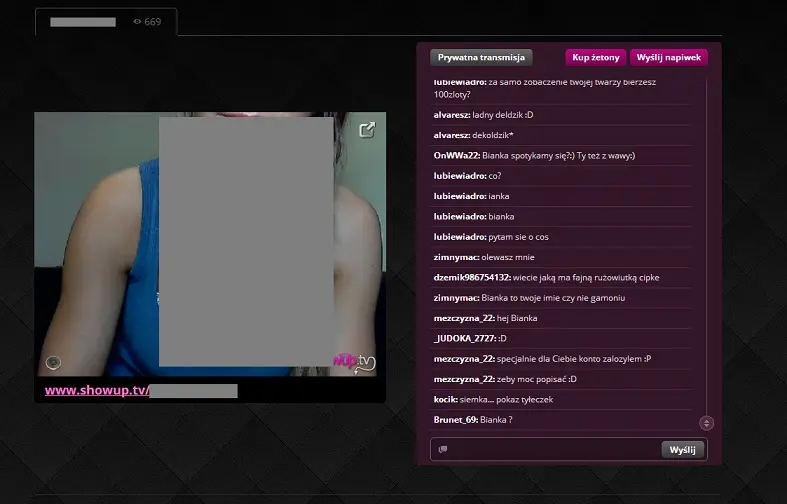 669
Prywatna transmisja
Kup żetony
Wyślij napiwek
lubiewiadro: za samo zobaczenie twojej twarzy bierzesz
100zloty?
alvaresz: ladny deldzik :D
alvaresz: dekoldzik*
OnWWa22: Bianka spotykamy się?:) Ty też z wawy:)
lubiewiadro: co?
lubiewiadro: ianka
lubiewiadro: bianka
lubiewiadro: pytam sie o cos
zimnymac: olewasz mnie
dzemik986754132: wiecie jaką ma fajną rużowiutką cipke
zimnymac: Bianka to twoje imie czy nie gamoniu
mezczyzna_22: hej Bianka
_JUDOKA_2727: :D
mezczyzna_22: specjalnie dla Ciebie konto zalozylem :P
mezczyzna_22: zeby moc popisać :D
kocik: siemka... pokaz tyłeczek
Brunet_69: Bianka ?
wup.tv
www.showup.tv/
Wyślij